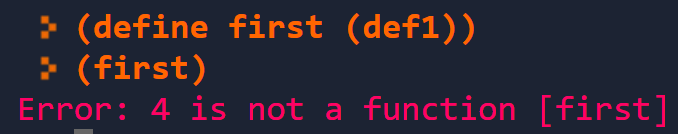 (define first (def1))
(first)
Error: 4 is not a function [first]